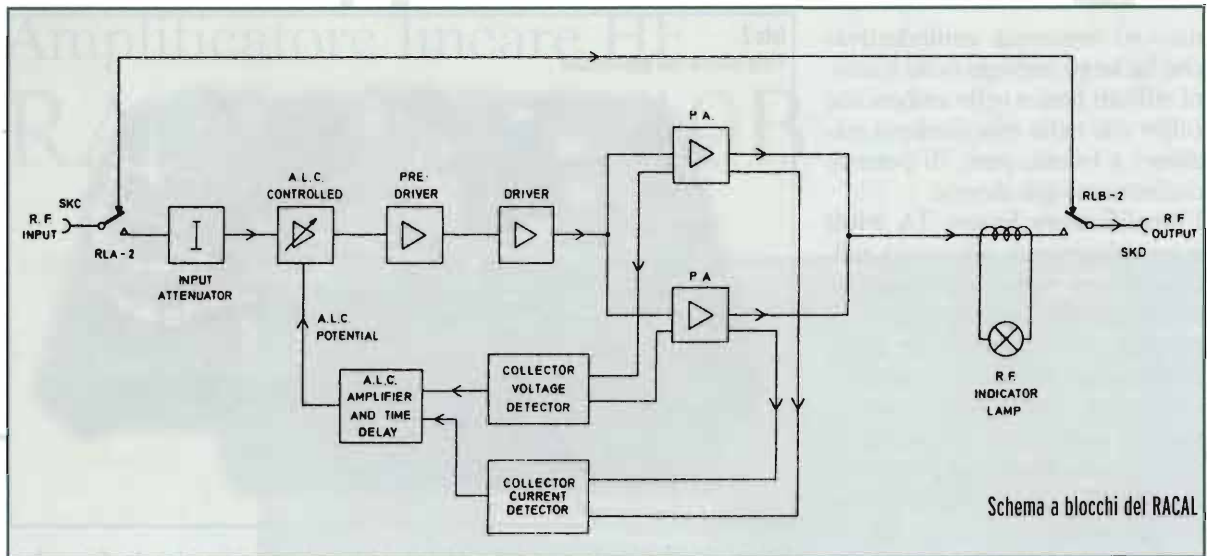 SKC
R.F.
INPUT
RLA-2
INPUT
ATTENUATOR
A.L.C.
CONTROLLED
PRE-
DRIVER
DRIVER
P.A.
P.A
RLB-2
R.F
OUTPUT
SKD
A.L.C.
POTENTIAL
A.L.C.
AMPLIFIER
AND TIME
DELAY
COLLECTOR
VOLTAGE
DETECTOR
COLLECTOR
CURRENT
DETECTOR
R.F.
INDICATOR
LAMP
Schema a blocchi del RACAL